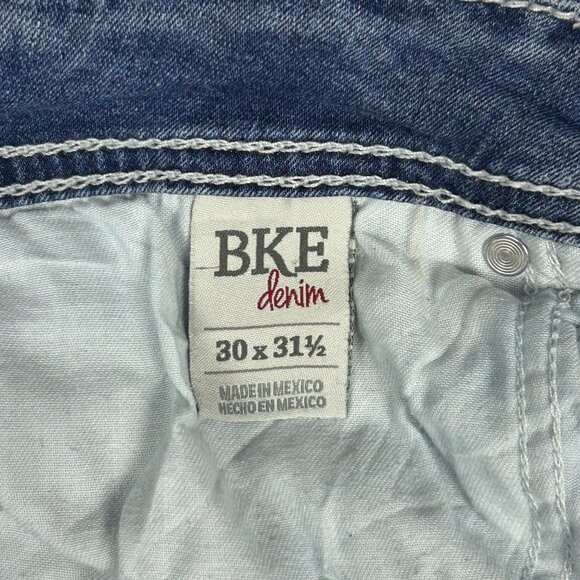 BKE
denim
30 x 31½
MADE IN MEXICO
HECHO EN MEXICO